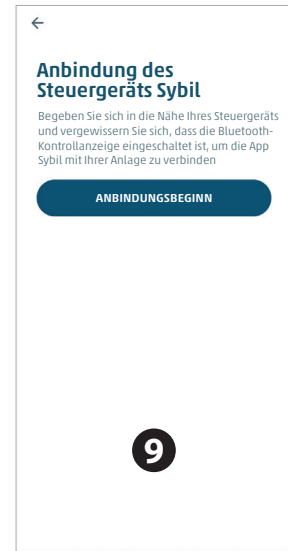 Anbindung des
Steuergeräts Sybil
Begeben Sie sich in die Nähe Ihres Steuergeräts
und vergewissern Sie sich, dass die Bluetooth-
Kontrollanzeige eingeschaltet ist, um die App
Sybil mit Ihrer Anlage zu verbinden
ANBINDUNGSBEGINN
9